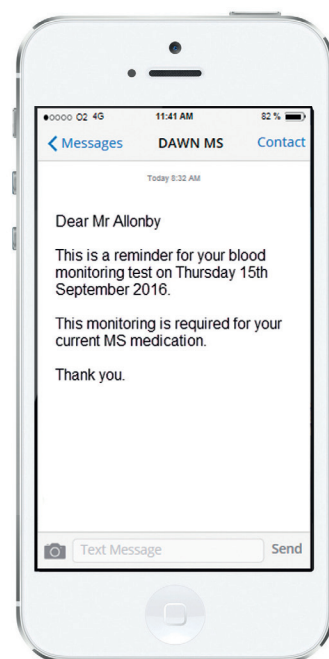 ●oooo O2 4G 11:41 AM 82 %
Messages DAWN MS Contact
Today 8:32 AM
Dear Mr Allonby
This is a reminder for your blood
monitoring test on Thursday 15th
September 2016.
This monitoring is required for your
current MS medication.
Thank you.
Text Message Send